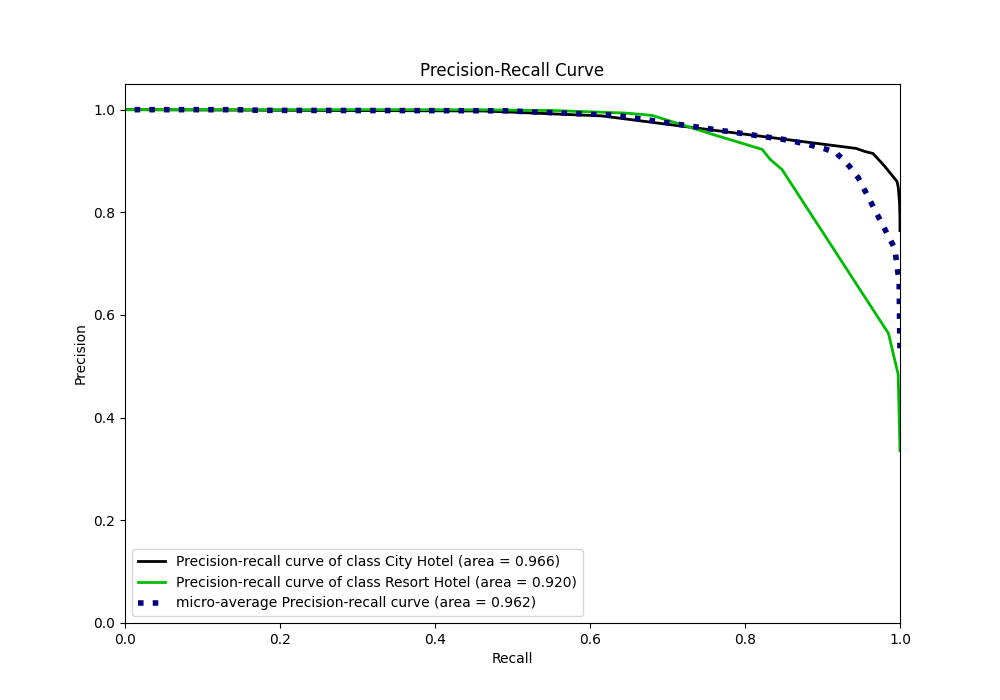 Precision-Recall Curve
1.0
0.8
0.6
0.4
0.2
0.0
Precision
Precision-recall curve of class City Hotel (area = 0.966)
Precision-recall curve of class Resort Hotel (area = 0.920)
micro-average Precision-recall curve (area = 0.962)
0.0 0.2 0.4 0.6 0.8 1.0
Recall